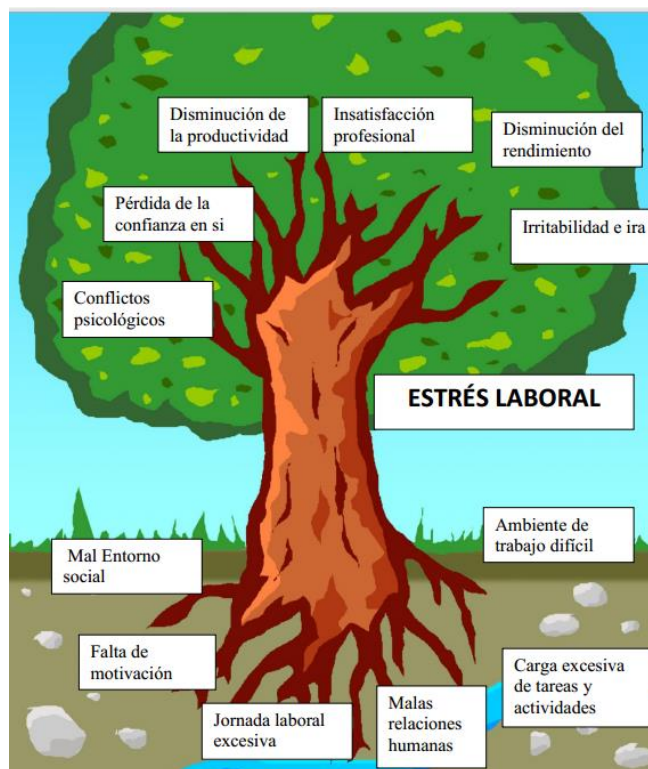 Disminución de
la productividad
Insatisfacción
profesional
Disminución del
rendimiento
Pérdida de la
confianza en si
Irritabilidad e ira
Conflictos
psicológicos
ESTRÉS LABORAL
Ambiente de
trabajo difícil
Mal Entorno
social
Falta de
motivación
Carga excesiva
de tareas y
actividades
Jornada laboral
excesiva
Malas
relaciones
humanas